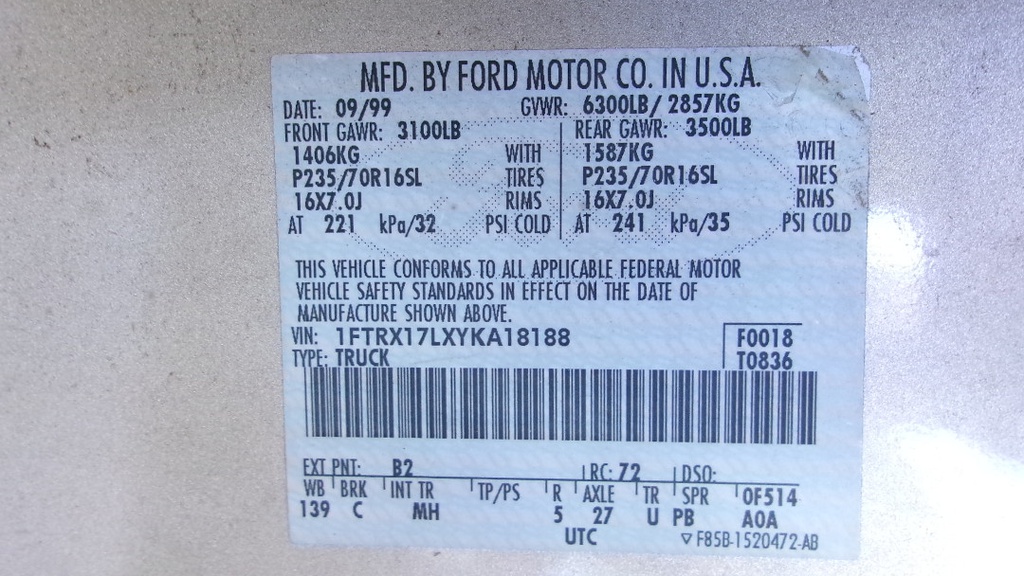 MFD. BY FORD MOTOR CO. IN U.S.A.
DATE: 09/99 GVWR: 6300LB/ 2857KG
FRONT GAWR: 3100LB REAR GAWR: 3500LB
1406KG WITH 1587KG WITH
P235/70R16SL TIRES P235/70R16SL TIRES
16X7.0J RIMS 16X7.0J RIMS
AT 221 kPa/32 PSI COLD AT 241 kPa/35 PSI COLD
THIS VEHICLE CONFORMS TO ALL APPLICABLE FEDERAL MOTOR
VEHICLE SAFETY STANDARDS IN EFFECT ON THE DATE OF
MANUFACTURE SHOWN ABOVE.
VIN: 1FTRX17LXYKA18188 F0018
TYPE: TRUCK T0836
EXT PNT: B2 RC: 72 DSO:
WB BRK INT TR TP/PS R AXLE TR SPR 0F514
139 C MH 5 27 U PB A0A
UTC ▽ F85B-1520472-AB